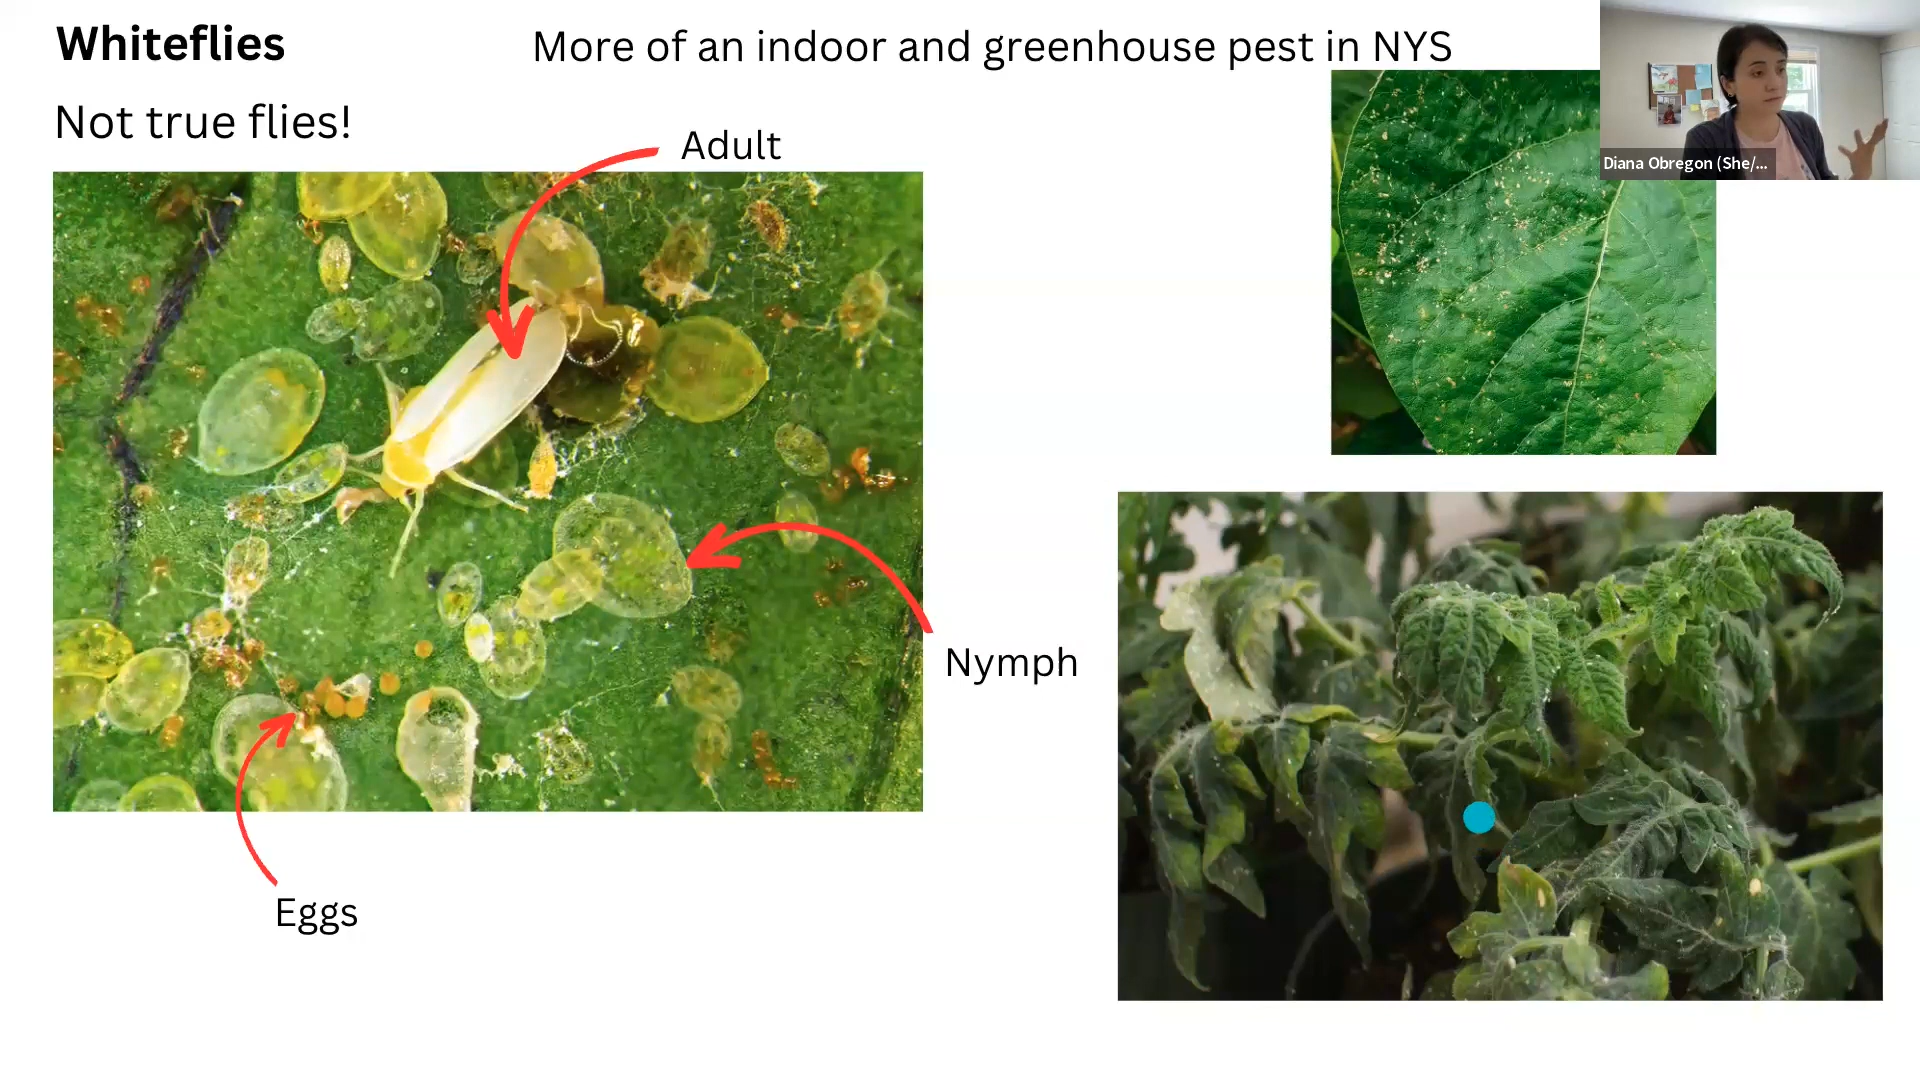 Whiteflies
More of an indoor and greenhouse pest in NYS
Not true flies!
Adult
Diana Obregon (She/...
Nymph
Eggs